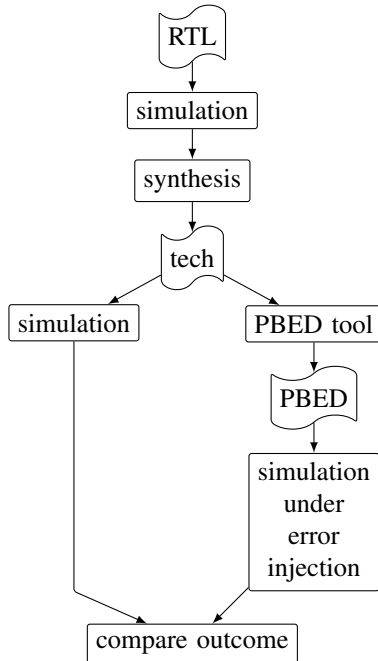 RTL
simulation
synthesis
tech
simulation
PBED tool
PBED
simulation
under
error
injection
compare outcome